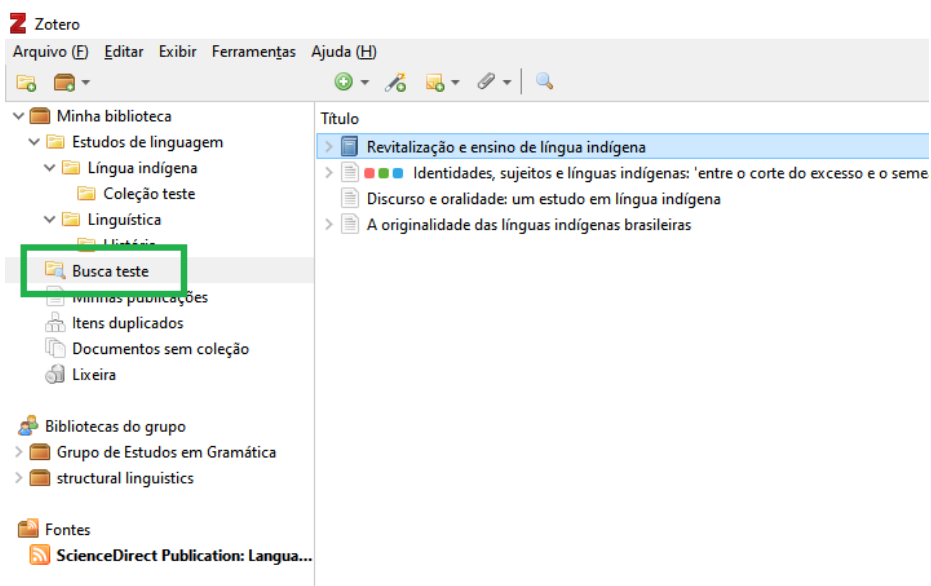 Zotero
Arquivo (F) Editar Exibir Ferramentas Ajuda (H)
Minha biblioteca
Estudos de linguagem
Língua indígena
Coleção teste
Linguística
História
Busca teste
Minhas publicações
Itens duplicados
Documentos sem coleção
Lixeira
Bibliotecas do grupo
Grupo de Estudos em Gramática
structural linguistics
Fontes
ScienceDirect Publication: Langua...
Título
Revitalização e ensino de língua indígena
Identidades, sujeitos e línguas indígenas: 'entre o corte do excesso e o seme
Discurso e oralidade: um estudo em língua indígena
A originalidade das línguas indígenas brasileiras